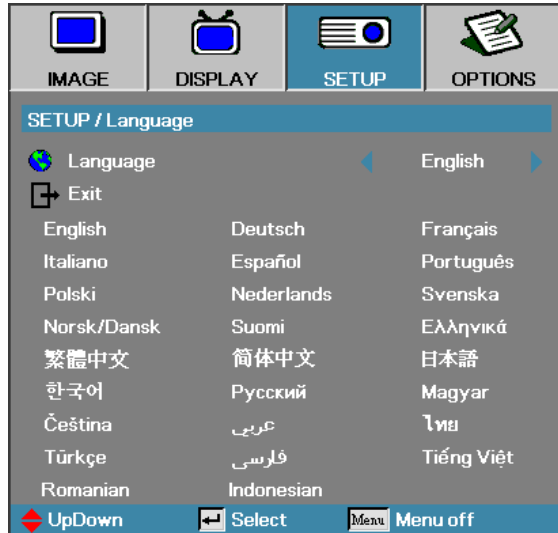 IMAGE DISPLAY SETUP OPTIONS
SETUP / Language
Language English
Exit
English Deutsch Français
Italiano Español Português
Polski Nederlands Svenska
Norsk/Dansk Suomi Ελληνικά
繁體中文 简体中文 日本語
한국어 Русский Magyar
Čeština عربي ไทย
Türkçe فارسی Tiếng Việt
Romanian Indonesian
UpDown Select Menu Menu off